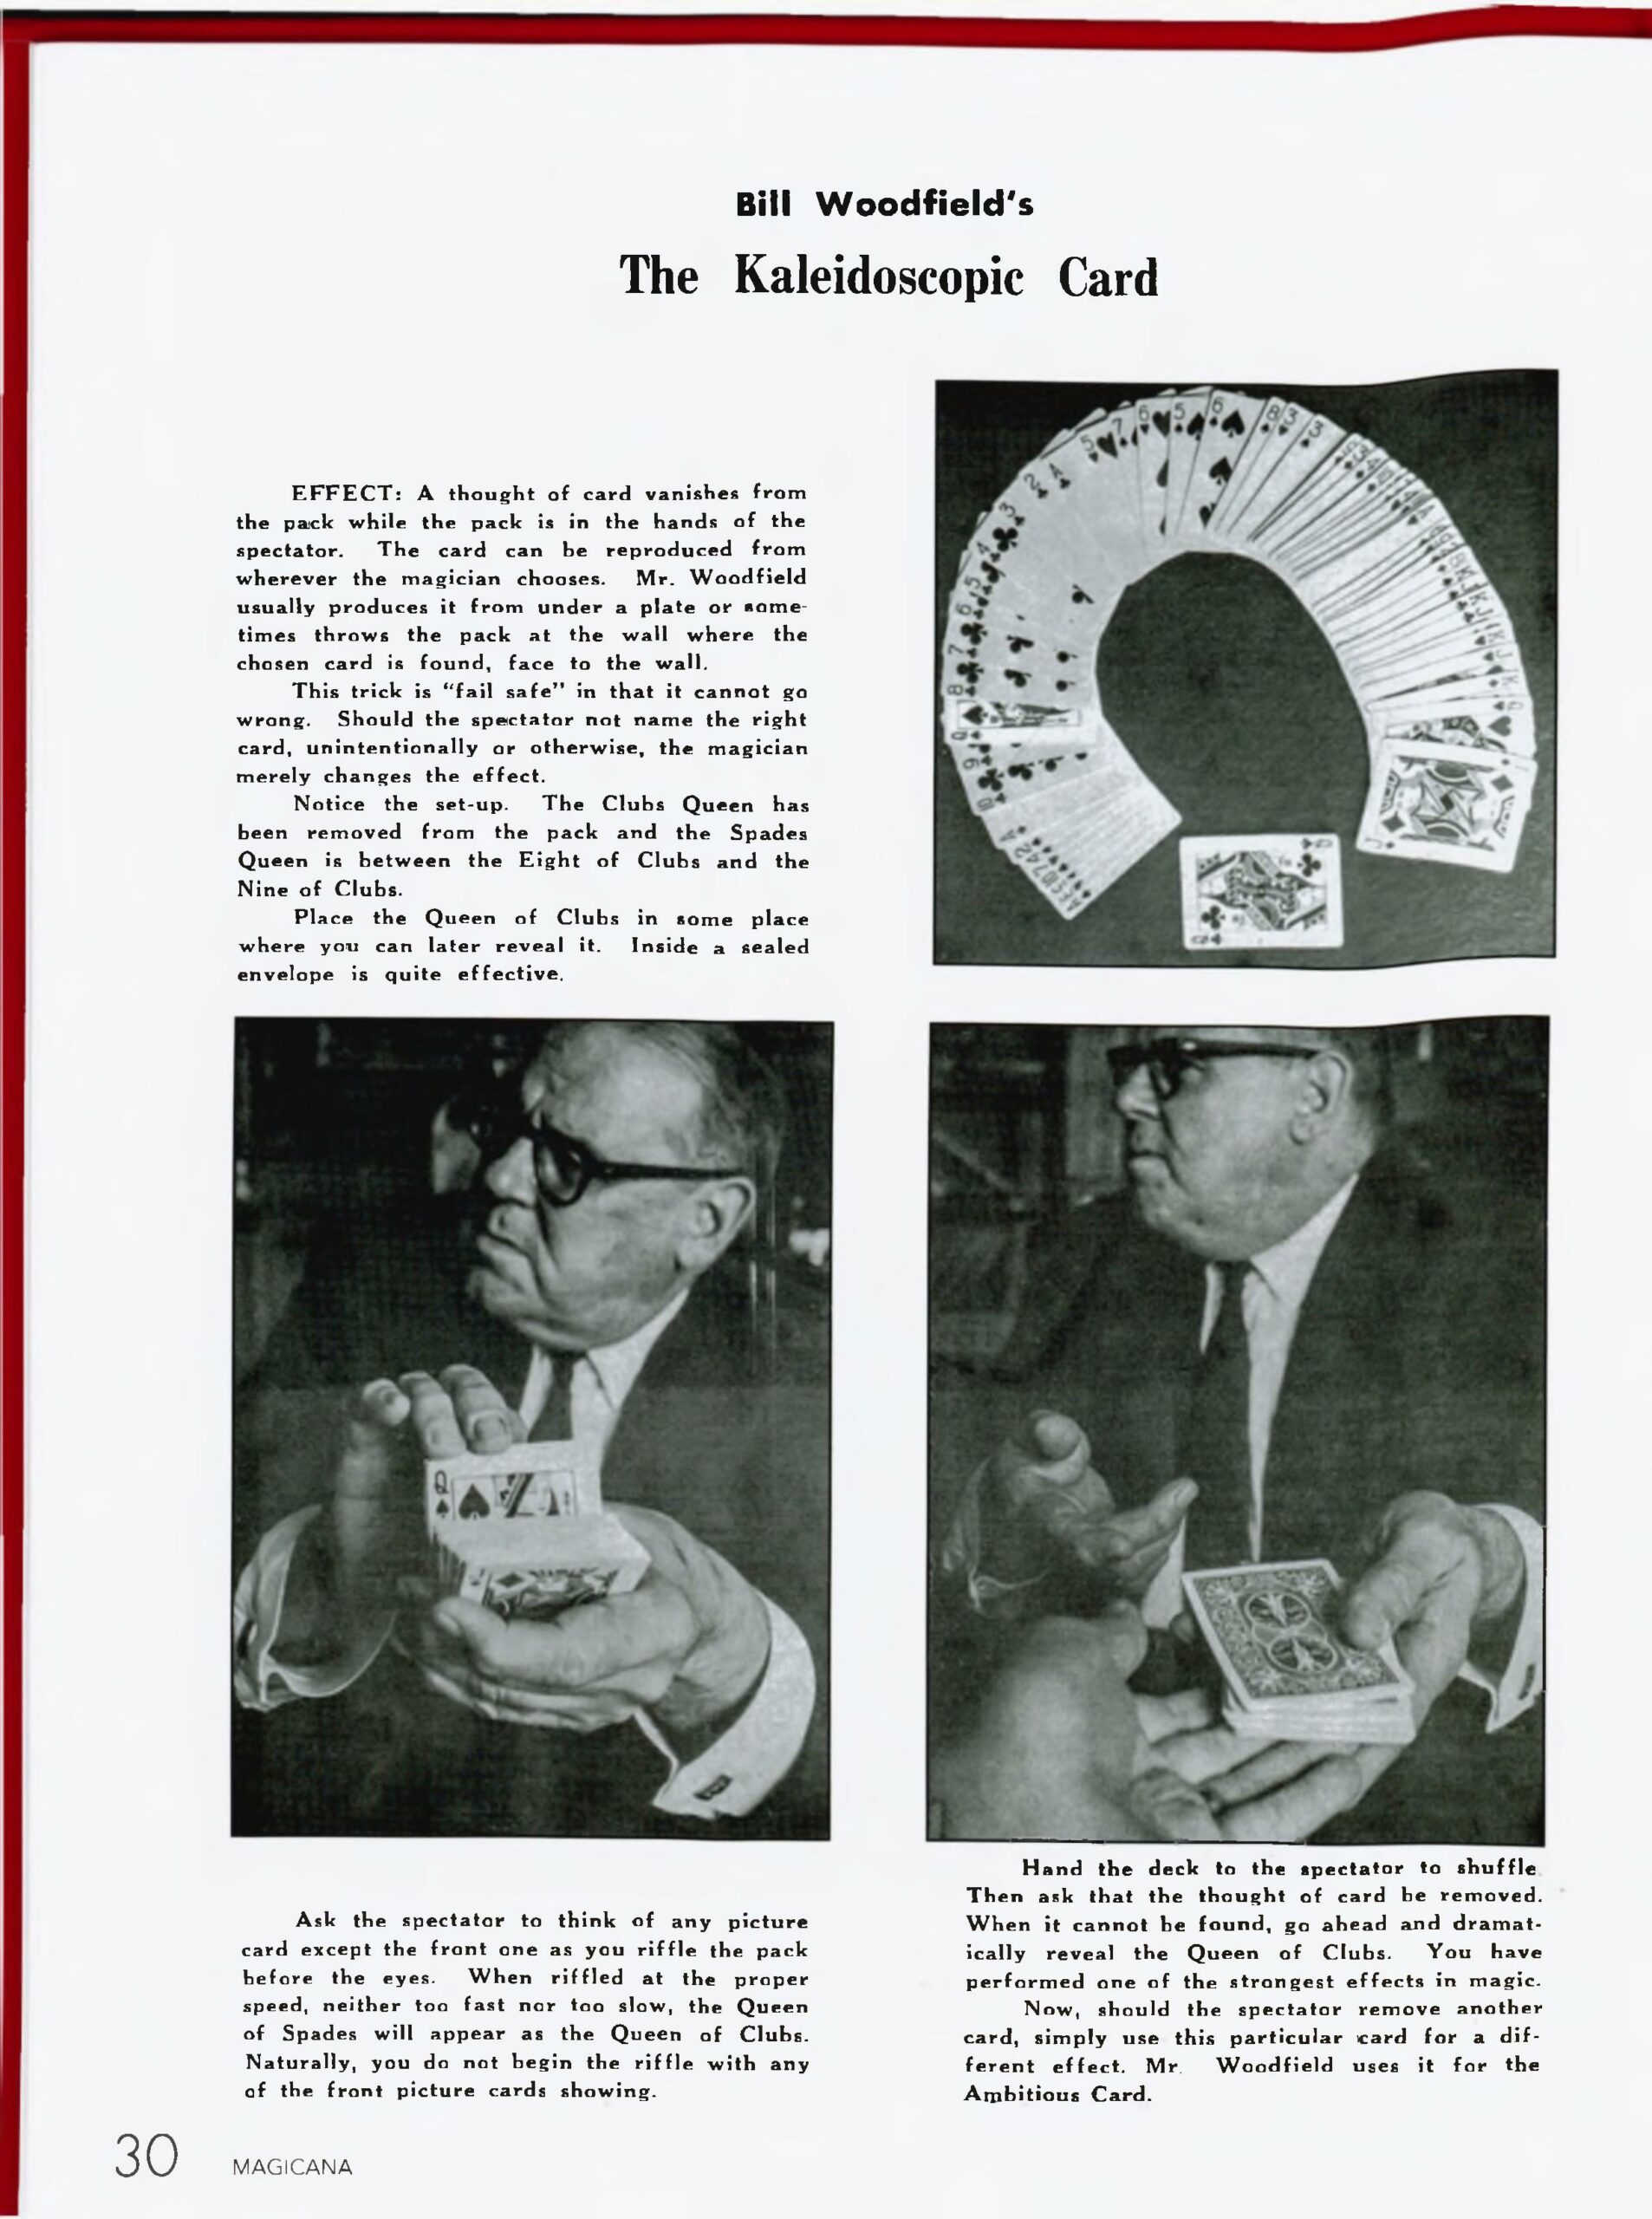 Bill Woodfield's
The Kaleidoscopic Card
EFFECT: A thought of card vanishes from
the pack while the pack is in the hands of the
spectator. The card can be reproduced from
wherever the magician chooses. Mr. Woodfield
usually produces it from under a plate or some-
times throws the pack at the wall where the
chosen card is found, face to the wall.
This trick is "fail safe" in that it cannot go
wrong. Should the spectator not name the right
card, unintentionally or otherwise, the magician
merely changes the effect.
Notice the set-up. The Clubs Queen has
been removed from the pack and the Spades
Queen is between the Eight of Clubs and the
Nine of Clubs.
Place the Queen of Clubs in some place
where you can later reveal it. Inside a sealed
envelope is quite effective.
Ask the spectator to think of any picture
card except the front one as you riffle the pack
before the eyes. When riffled at the proper
speed, neither too fast nor too slow, the Queen
of Spades will appear as the Queen of Clubs.
Naturally, you do not begin the riffle with any
of the front picture cards showing.
Hand the deck to the spectator to shuffle
Then ask that the thought of card be removed.
When it cannot be found, go ahead and dramat-
ically reveal the Queen of Clubs. You have
performed one of the strongest effects in magic.
Now, should the spectator remove another
card, simply use this particular card for a dif-
ferent effect. Mr. Woodfield uses it for the
Ambitious Card.
30 MAGICANA